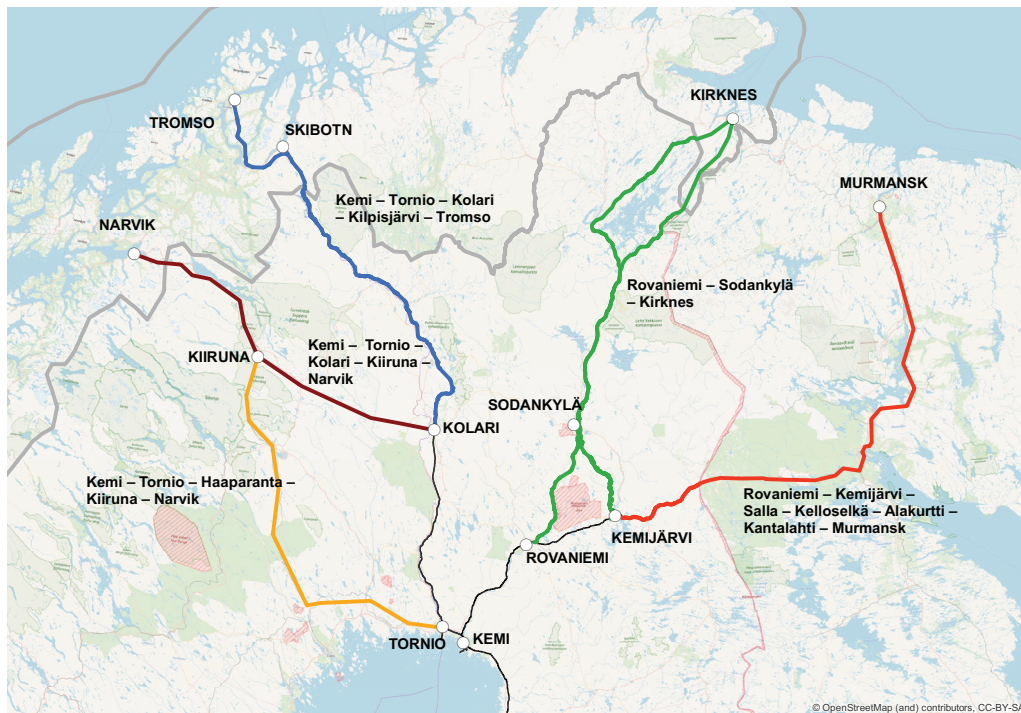 KIRKNES
TROMSO
SKIBOTN
MURMANSK
Kemi – Tornio – Kolari
– Kilpisjärvi – Tromso
NARVIK
Rovaniemi – Sodankylä
– Kirknes
Kemi –  Tornio –
Kolari – Kiiruna –
Narvik
KIIRUNA
SODANKYLÄ
KOLARI
Kemi – Tornio – Haaparanta –
Kiiruna – Narvik
Rovaniemi – Kemijärvi –
Salla – Kelloselkä – Alakurtti –
Kantalahti – Murmansk
KEMIJÄRVI
ROVANIEMI
TORNIO
KEMI
© OpenStreetMap (and) contributors, CC-BY-SA